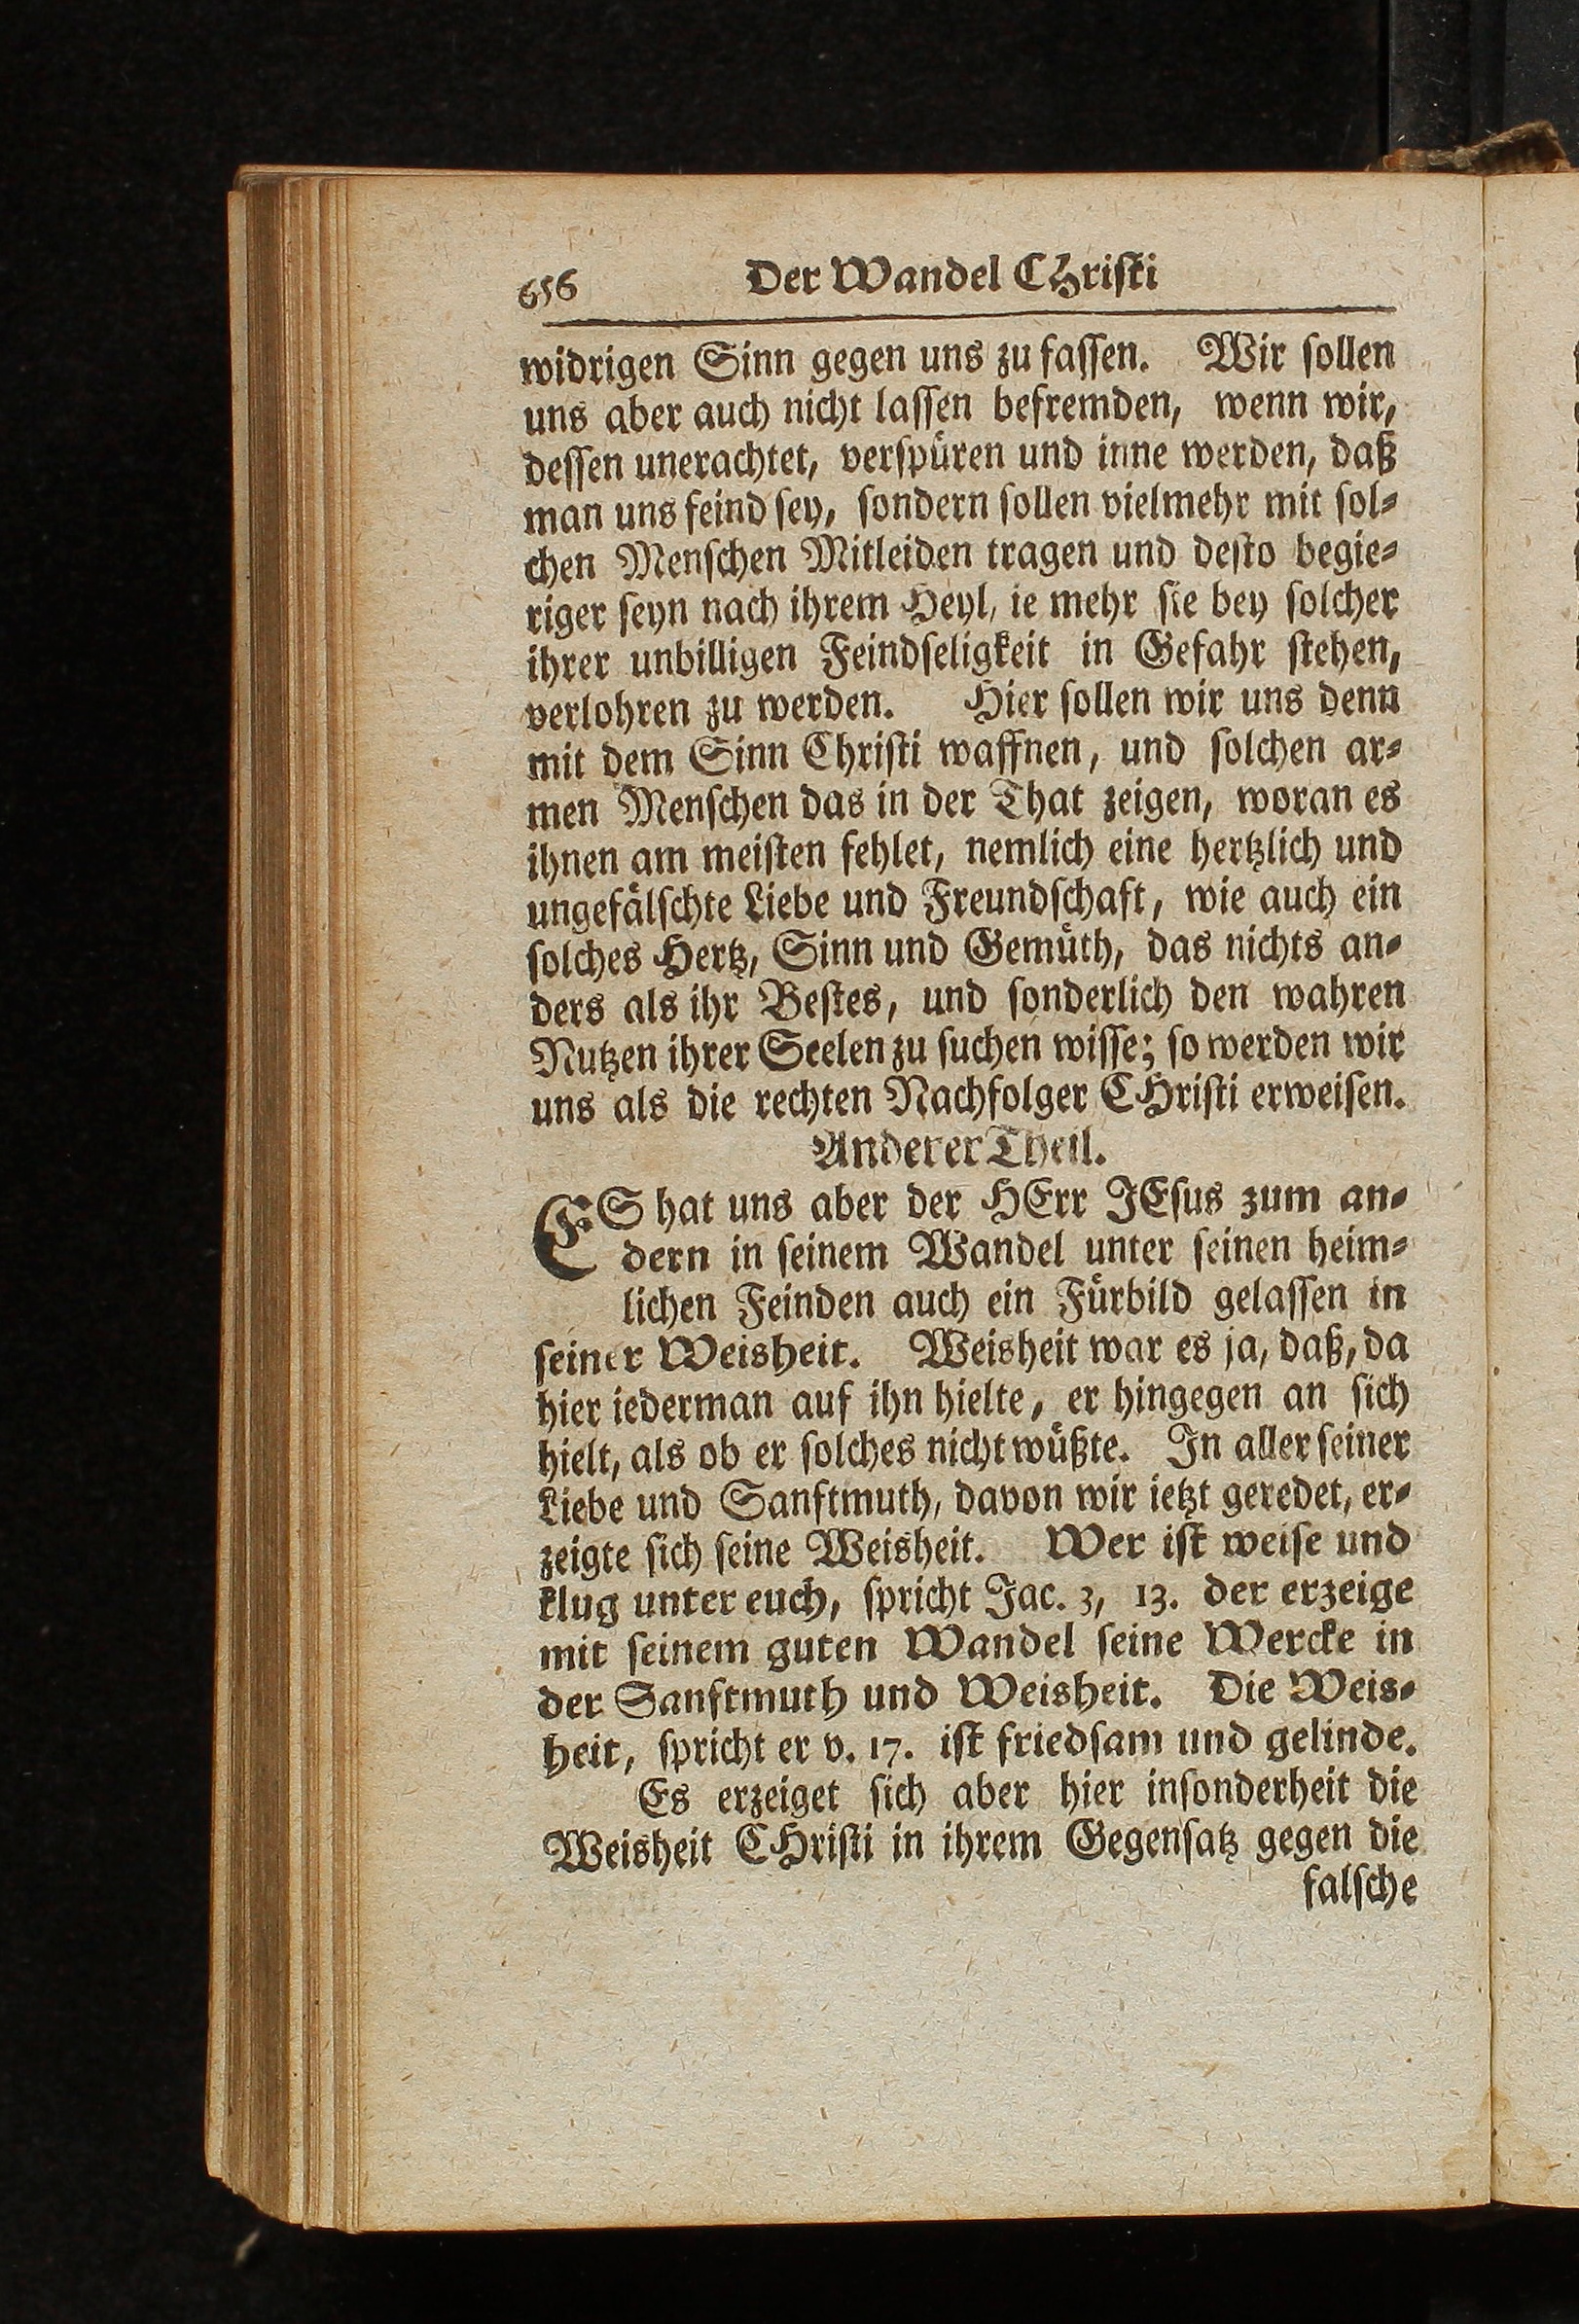 656 Der Wandel CHriſti
widrigen Sinn gegen uns zu faſſen. Wir ſollen
uns aber auch nicht laſſen befremden, wenn wir,
deſſen unerachtet, verſpuͤren und inne werden, daß
man uns feind ſey, ſondern ſollen vielmehr mit ſol⸗
chen Menſchen Mitleiden tragen und deſto begie⸗
riger ſeyn nach ihrem Heyl, ie mehr ſie bey ſolcher
ihrer unbilligen Feindſeligkeit in Gefahr ſtehen,
verlohren zu werden. Hier ſollen wir uns denn
mit dem Sinn Chriſti waffnen, und ſolchen ar⸗
men Menſchen das in der That zeigen, woran es
ihnen am meiſten fehlet, nemlich eine hertzlich und
ungefaͤlſchte Liebe und Freundſchaft, wie auch ein
ſolches Hertz, Sinn und Gemuͤth, das nichts an⸗
ders als ihr Beſtes, und ſonderlich den wahren
Nutzen ihrer Seelen zu ſuchen wiſſe; ſo werden wir
uns als die rechten Nachfolger CHriſti erweiſen.
Anderer Theil.
ES hat uns aber der HErr JEſus zum an⸗
dern in ſeinem Wandel unter ſeinen heim⸗
lichen Feinden auch ein Fuͤrbild gelaſſen in
ſeiner Weisheit. Weisheit war es ja, daß, da
hier iederman auf ihn hielte, er hingegen an ſich
hielt, als ob er ſolches nicht wuͤßte. In aller ſeiner
Liebe und Sanftmuth, davon wir ietzt geredet, er⸗
zeigte ſich ſeine Weisheit. Wer iſt weiſe und
klug unter euch, ſpricht Jac. 3, 13. der erzeige
mit ſeinem guten Wandel ſeine Wercke in
der Sanftmuth und Weisheit. Die Weis⸗
heit, ſpricht er v. 17. iſt friedſam und gelinde.
Es erzeiget ſich aber hier inſonderheit die
Weisheit CHriſti in ihrem Gegenſatz gegen die
falſche